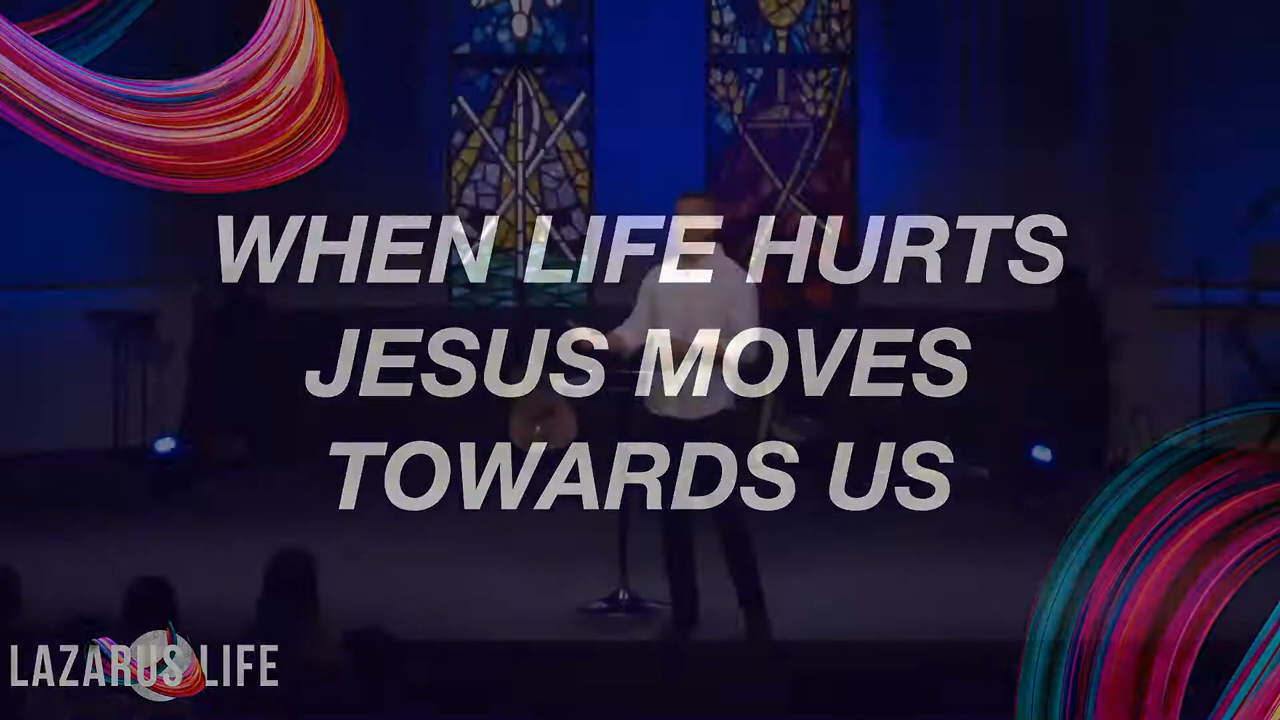 WHEN LIFE HURTS
JESUS MOVES
TOWARDS US
LAZARUS LIFE